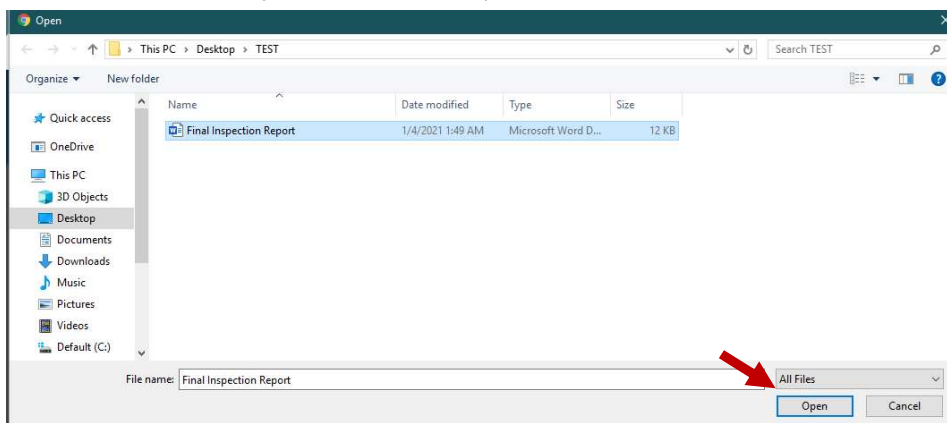 Open
This PC › Desktop › TEST
Search TEST
Organize
New folder
Name Date modified Type Size
Final Inspection Report 1/4/2021 1:49 AM Microsoft Word D... 12 KB
Quick access
OneDrive
This PC
3D Objects
Desktop
Documents
Downloads
Music
Pictures
Videos
Default (C:)
File name: Final Inspection Report
All Files
Open
Cancel